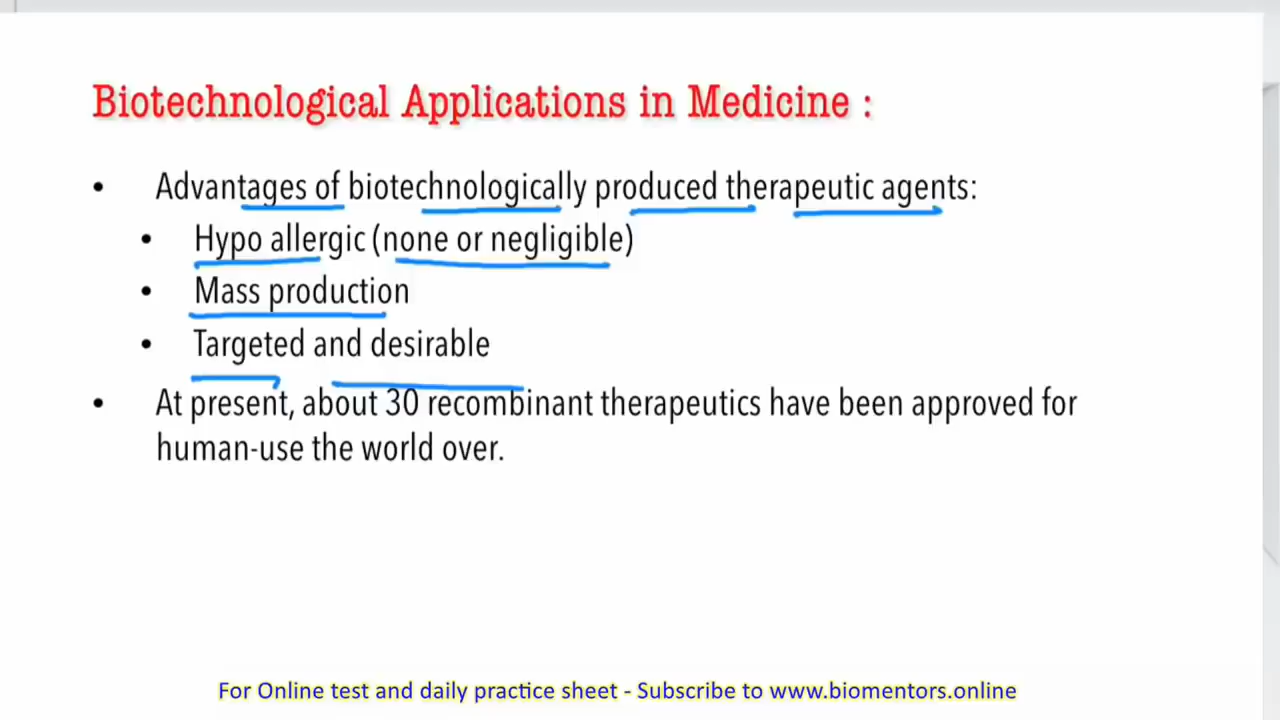 Biotechnological Applications in Medicine :
• Advantages of biotechnologically produced therapeutic agents:
• Hypo allergic (none or negligible)
• Mass production
• Targeted and desirable
• At present, about 30 recombinant therapeutics have been approved for
human-use the world over.
For Online test and daily practice sheet - Subscribe to www.biomentors.online